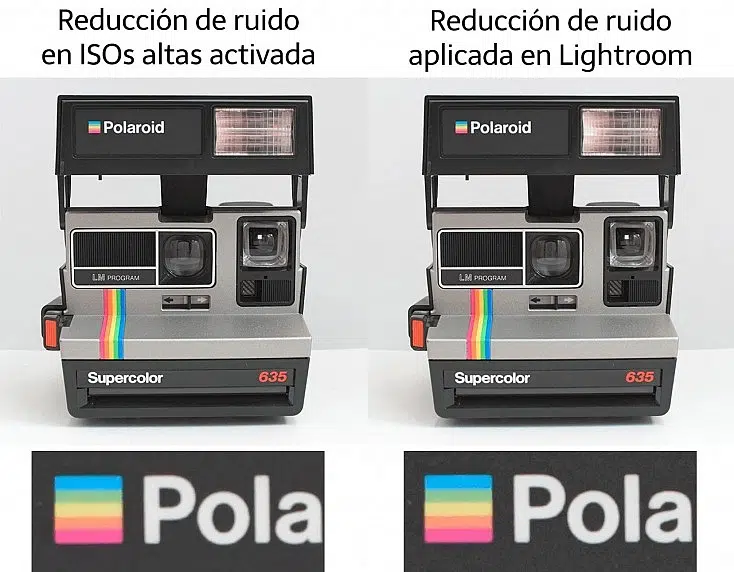 Reducción de ruido
en ISOs altas activada
Reducción de ruido
aplicada en Lightroom
Polaroid
LM PROGRAM
Supercolor 635
Polaroid
LM PROGRAM
Supercolor 635
Pola
Pola